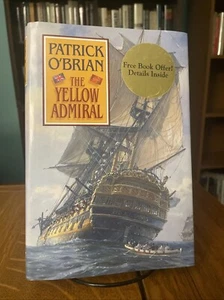 PATRICK
O'BRIAN
THE
YELLOW
ADMIRAL
Free Book Offer!
Details Inside